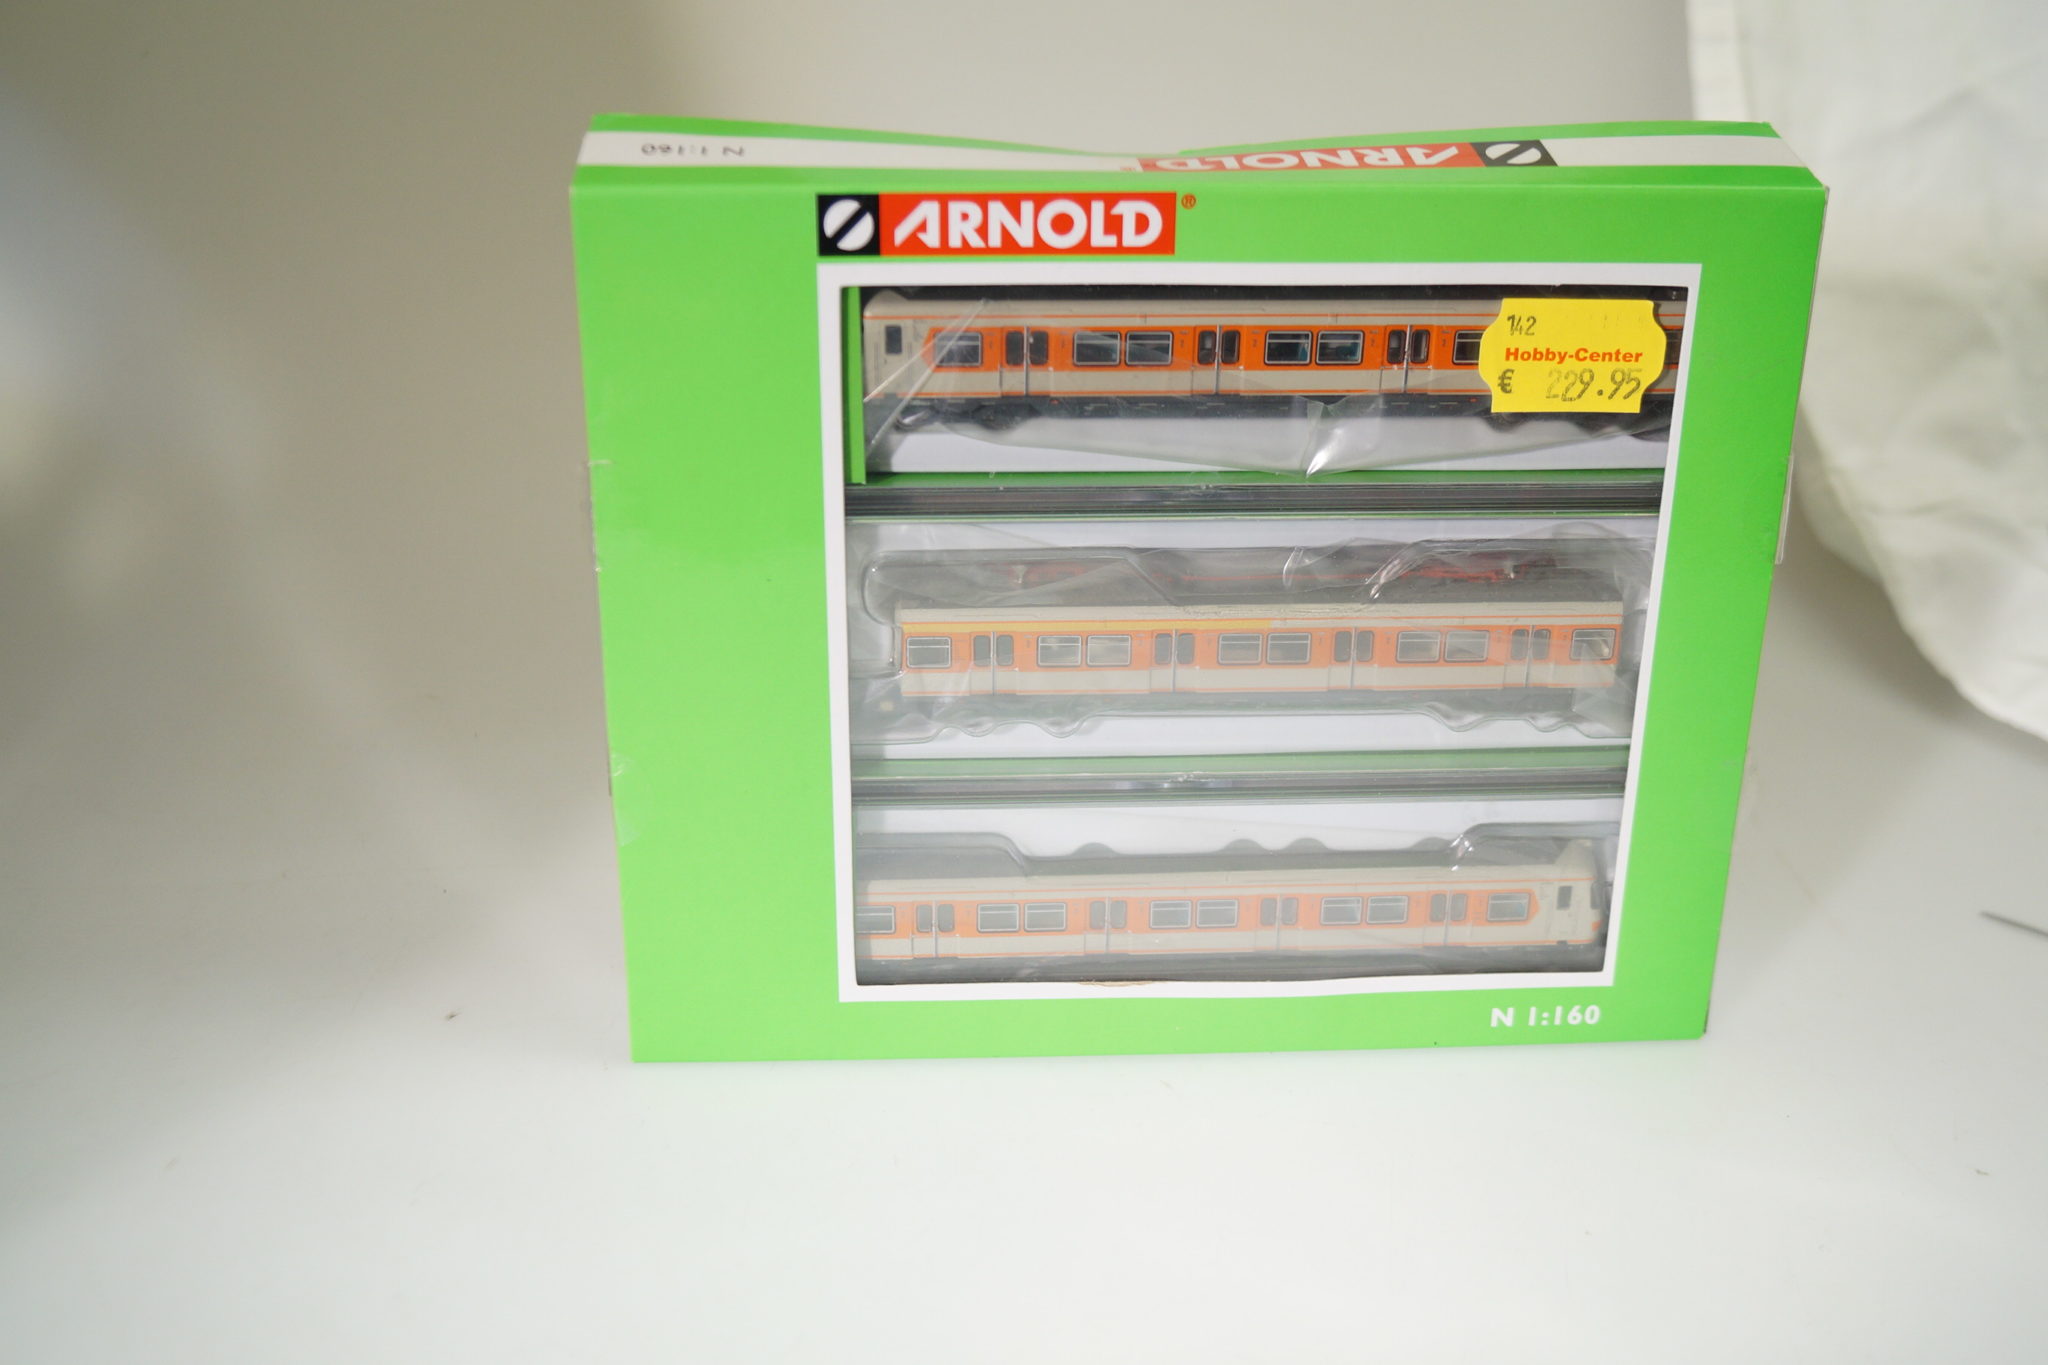 N 1:160
ARNOLD
ARNOLD®
142
Hobby-Center
€ 229.95
N 1:160